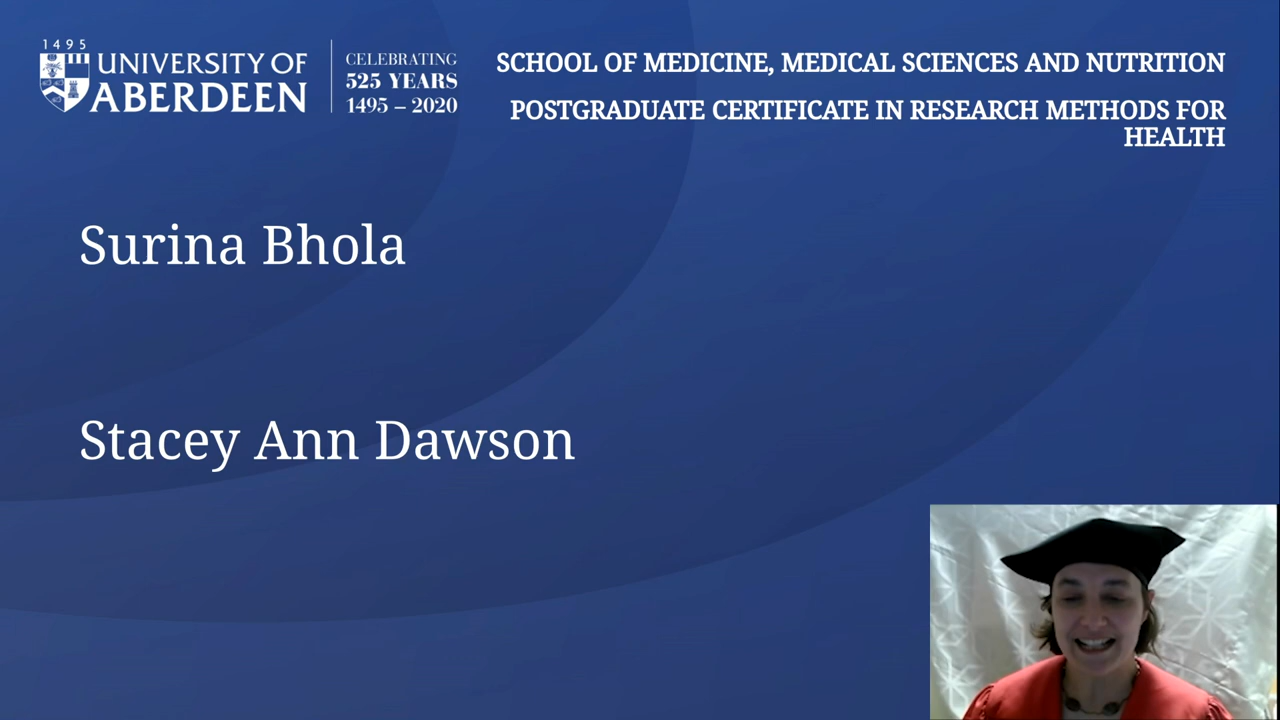 1495
UNIVERSITY OF
ABERDEEN
CELEBRATING
525 YEARS
1495 – 2020
SCHOOL OF MEDICINE, MEDICAL SCIENCES AND NUTRITION
POSTGRADUATE CERTIFICATE IN RESEARCH METHODS FOR
HEALTH
Surina Bhola
Stacey Ann Dawson